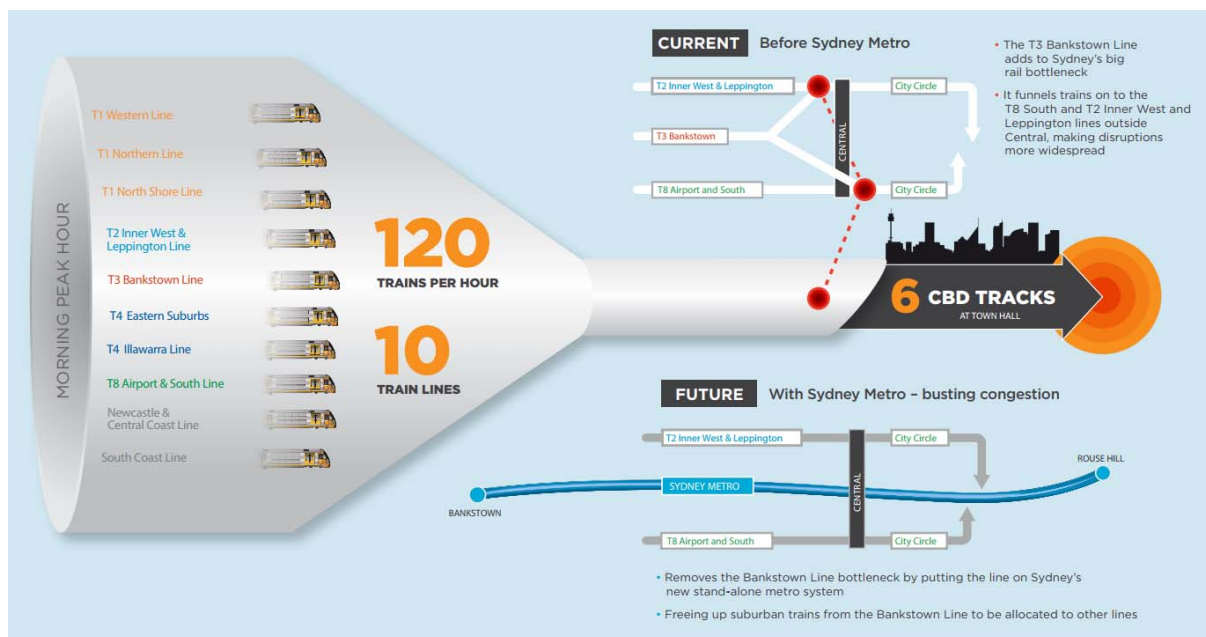 MORNING PEAK HOUR
T1 Western Line
T1 Northern Line
T1 North Shore Line
T2 Inner West &
Leppington Line
T3 Bankstown Line
T4 Eastern Suburbs
T4 Illawarra Line
T8 Airport & South Line
Newcastle &
Central Coast Line
South Coast Line
120
TRAINS PER HOUR
10
TRAIN LINES
CURRENT Before Sydney Metro
T2 Inner West & Leppington
City Circle
T3 Bankstown
CENTRAL
T8 Airport and South
City Circle
• The T3 Bankstown Line
adds to Sydney's big
rail bottleneck
• It funnels trains on to the
T8 South and T2 Inner West and
Leppington lines outside
Central, making disruptions
more widespread
6 CBD TRACKS
AT TOWN HALL
FUTURE With Sydney Metro – busting congestion
T2 Inner West & Leppington
City Circle
ROUSE HILL
SYDNEY METRO
CENTRAL
BANKSTOWN
T8 Airport and South
City Circle
• Removes the Bankstown Line bottleneck by putting the line on Sydney's
new stand-alone metro system
• Freeing up suburban trains from the Bankstown Line to be allocated to other lines